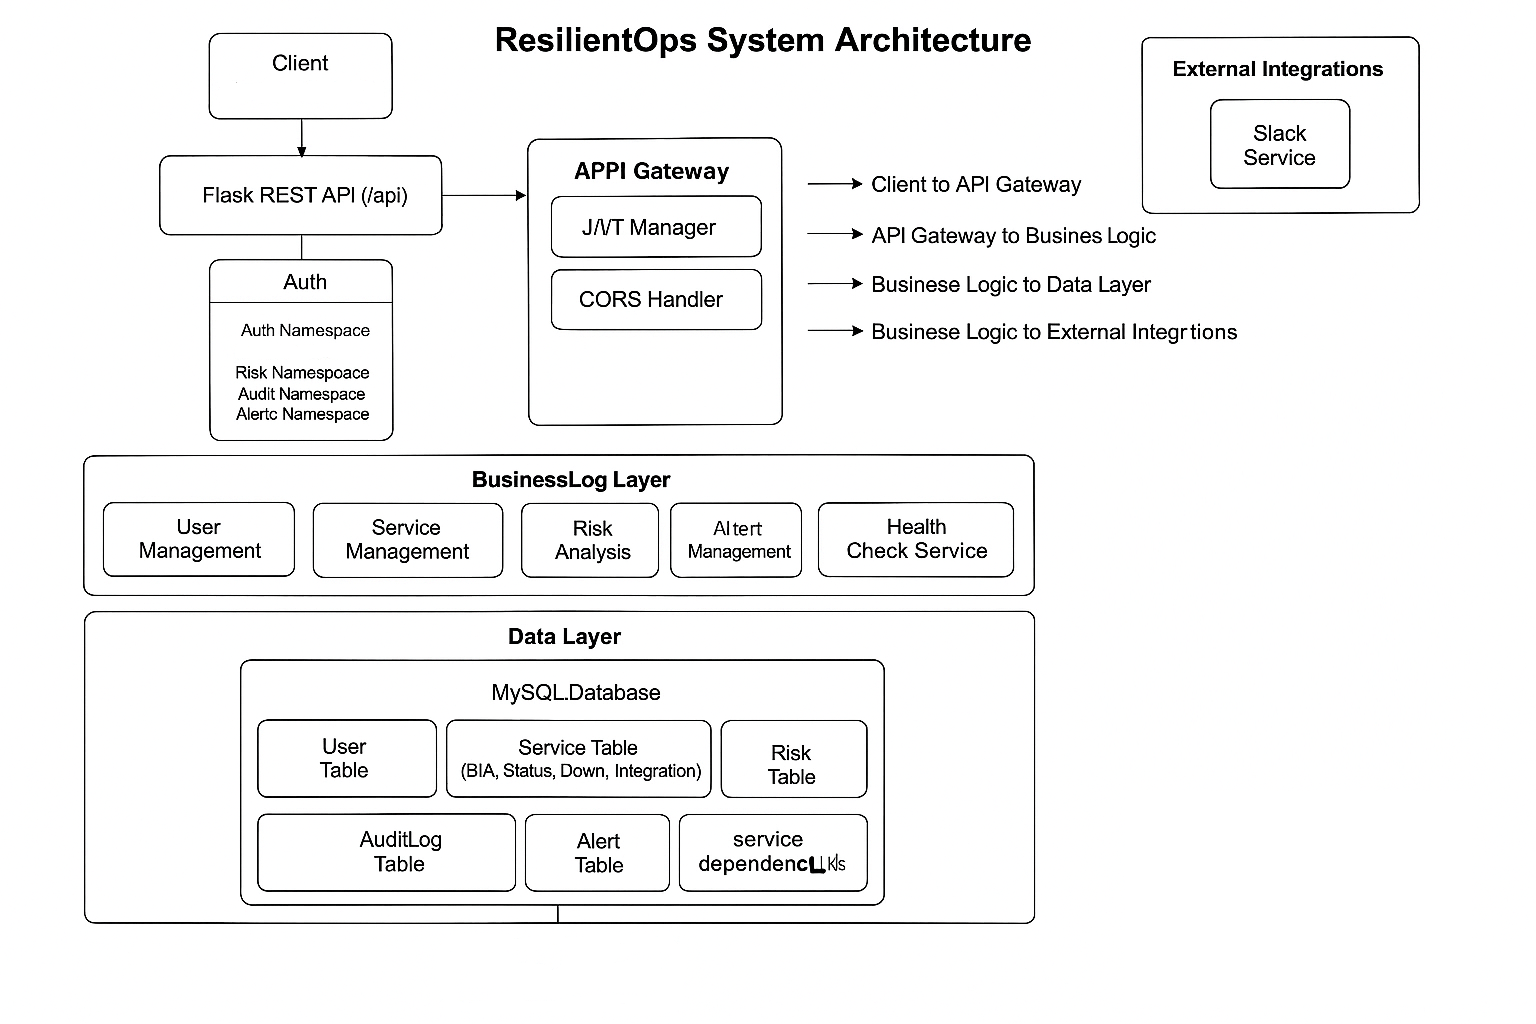 ResilientOps System Architecture
Client
Flask REST API (/api)
Auth
Auth Namespace
Risk Namespoace
Audit Namespace
Alertc Namespace
APPI Gateway
J/VT Manager
CORS Handler
Client to API Gateway
API Gateway to Busines Logic
Businese Logic to Data Layer
Businese Logic to External Integrtions
External Integrations
Slack
Service
BusinessLog Layer
User
Management
Service
Management
Risk
Analysis
Altert
Management
Health
Check Service
Data Layer
MySQL.Database
User
Table
Service Table
(BIA, Status, Down, Integration)
Risk
Table
AuditLog
Table
Alert
Table
service